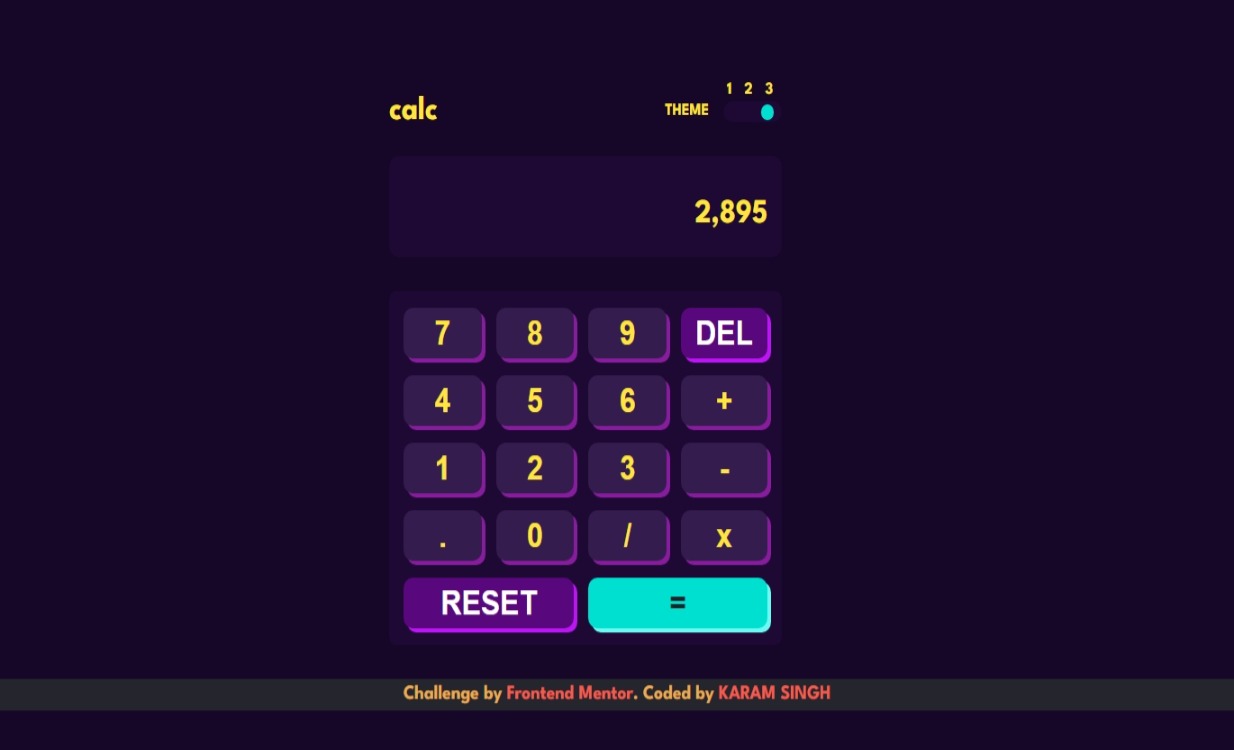 1 2 3
calc THEME
2,895
7 8 9 DEL
4 5 6 +
1 2 3 -
. 0 / x
RESET =
Challenge by Frontend Mentor. Coded by KARAM SINGH